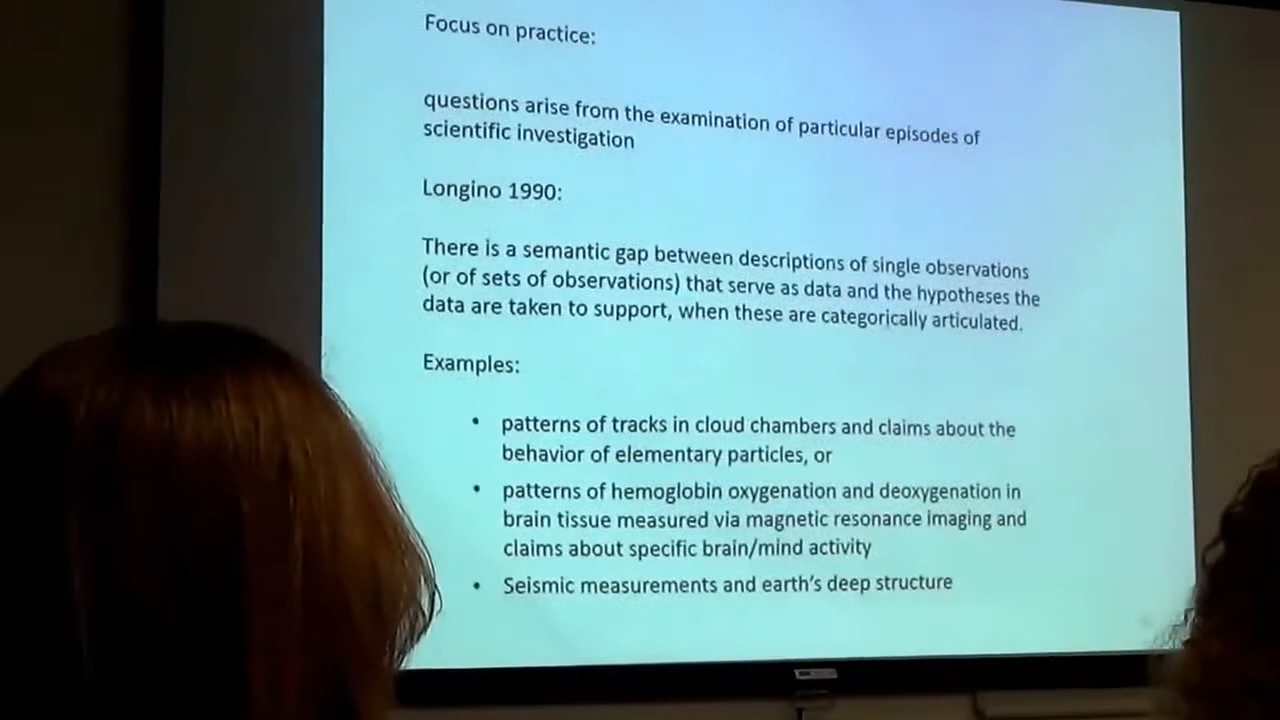 Focus on practice:
questions arise from the examination of particular episodes of
scientific investigation
Longino 1990:
There is a semantic gap between descriptions of single observations
(or of sets of observations) that serve as data and the hypotheses the
data are taken to support, when these are categorically articulated.
Examples:
• patterns of tracks in cloud chambers and claims about the
behavior of elementary particles, or
• patterns of hemoglobin oxygenation and deoxygenation in
brain tissue measured via magnetic resonance imaging and
claims about specific brain/mind activity
• Seismic measurements and earth's deep structure